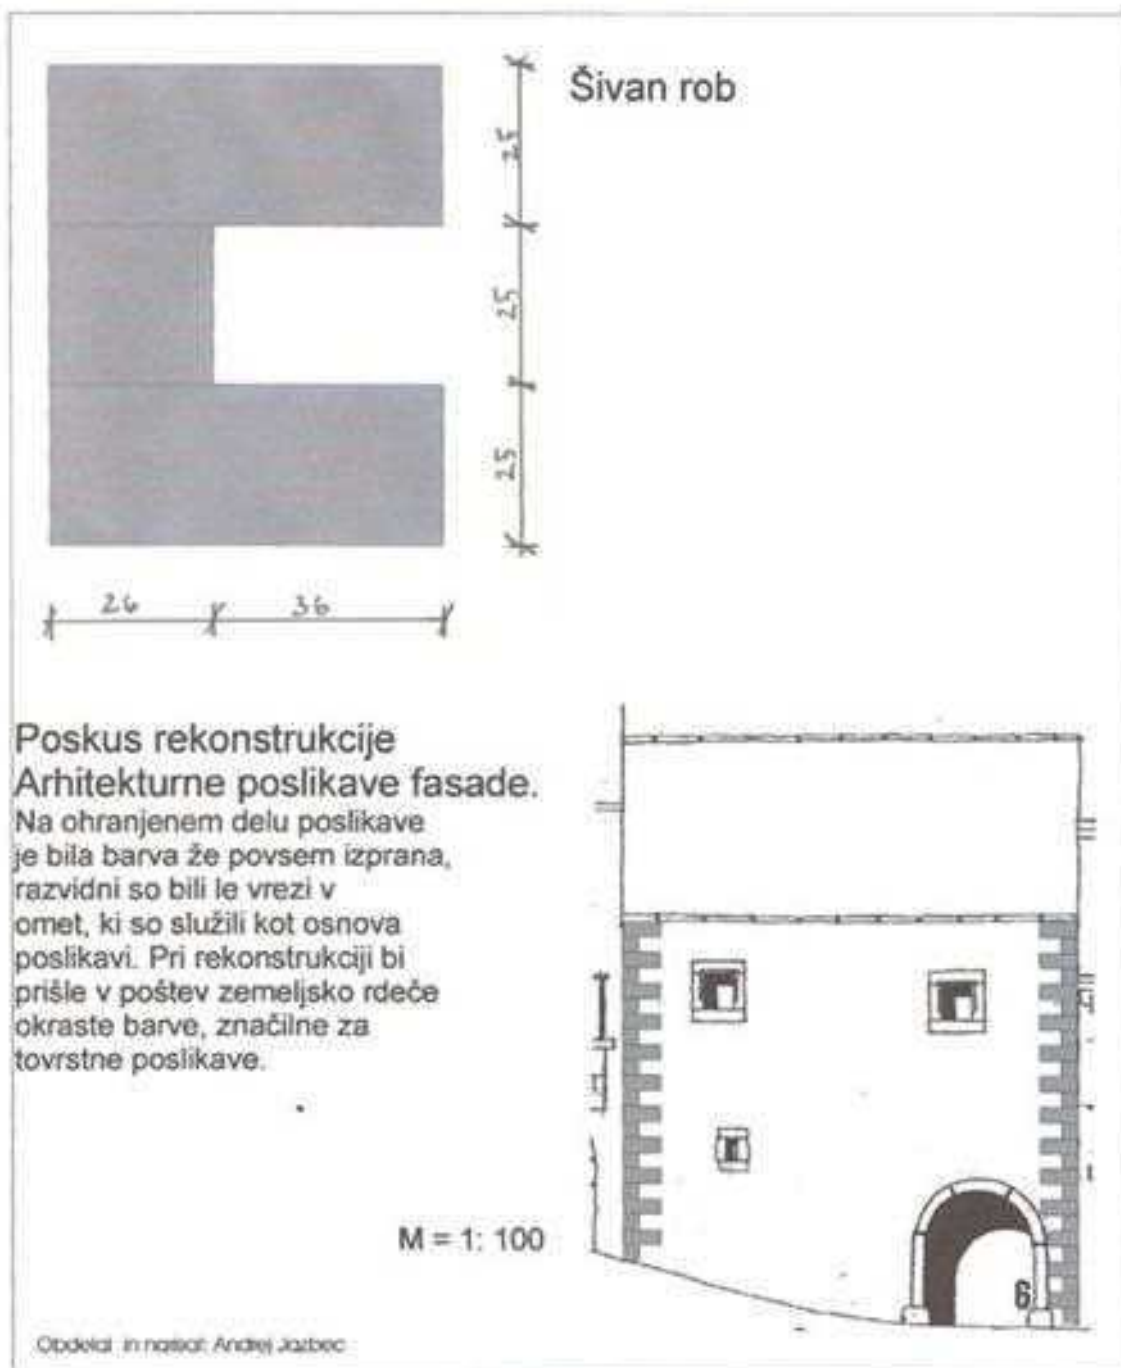 Šivan rob
25
25
25
26 36
Poskus rekonstrukcije
Arhitekturne poslikave fasade.
Na ohranjenem delu poslikave
je bila barva že povsem izprana,
razvidni so bili le vrezi v
omet, ki so služili kot osnova
poslikavi. Pri rekonstrukciji bi
prišle v poštev zemeljsko rdeče
okraste barve, značilne za
tovrstne poslikave.
M = 1: 100
6
Obdelal in narisal: Andrej Jazbec